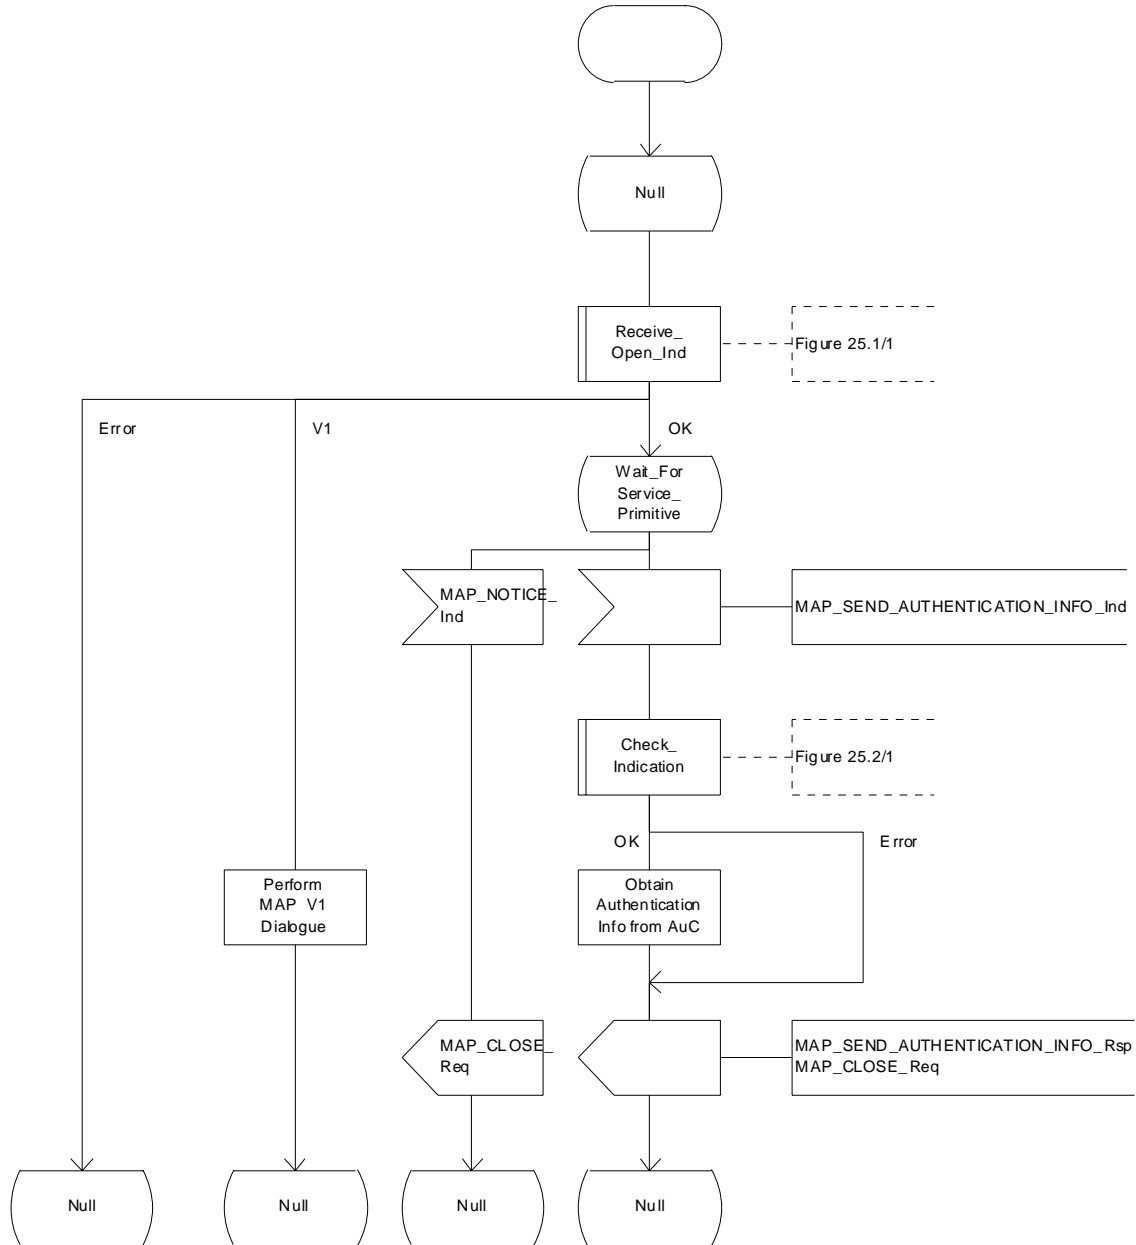 Null
Receive_
Open_Ind
Figure 25.1/1
Error
V1
OK
Wait_For
Service_
Primitive
MAP_NOTICE_
Ind
MAP_SEND_AUTHENTICATION_INFO_Ind
Check_
Indication
Figure 25.2/1
OK
Error
Perform
MAP V1
Dialogue
Obtain
Authentication
Info from AuC
MAP_CLOSE_
Req
MAP_SEND_AUTHENTICATION_INFO_Rsp
MAP_CLOSE_Req
Null
Null
Null
Null